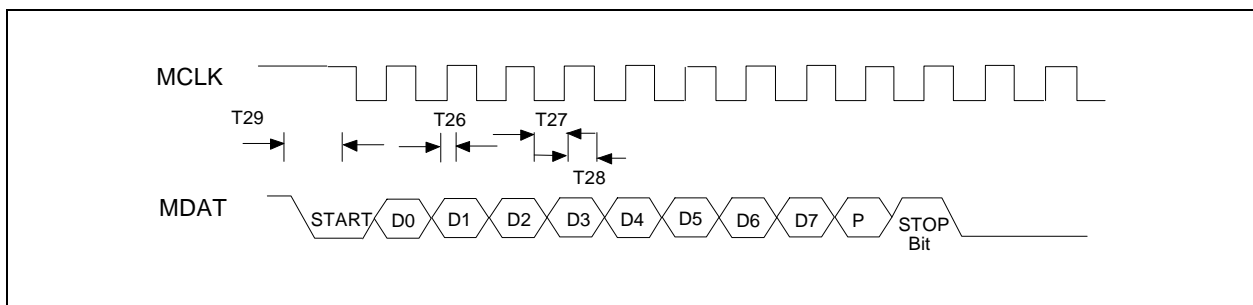 MCLK
T29
T26
T27
T28
MDAT
START D0 D1 D2 D3 D4 D5 D6 D7 P STOP
Bit